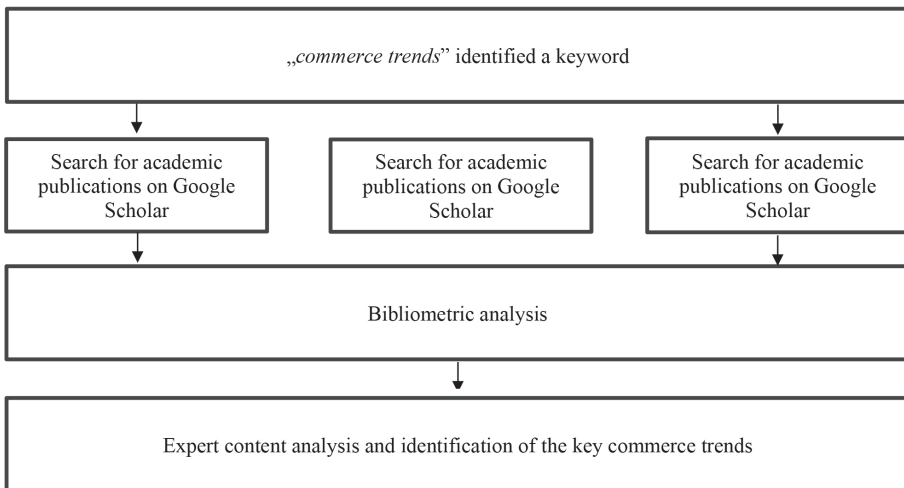 „commerce trends” identified a keyword
Search for academic
publications on Google
Scholar
Search for academic
publications on Google
Scholar
Search for academic
publications on Google
Scholar
Bibliometric analysis
Expert content analysis and identification of the key commerce trends